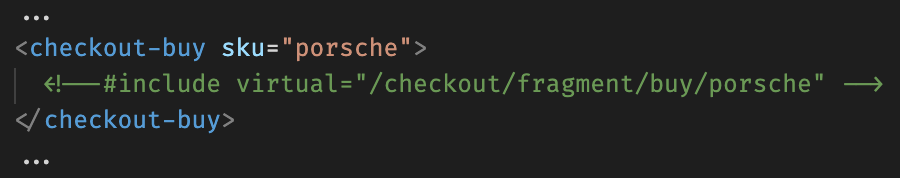 ...
<checkout-buy sku="porsche">
<!--#include virtual="/checkout/fragment/buy/porsche" -->
</checkout-buy>
...